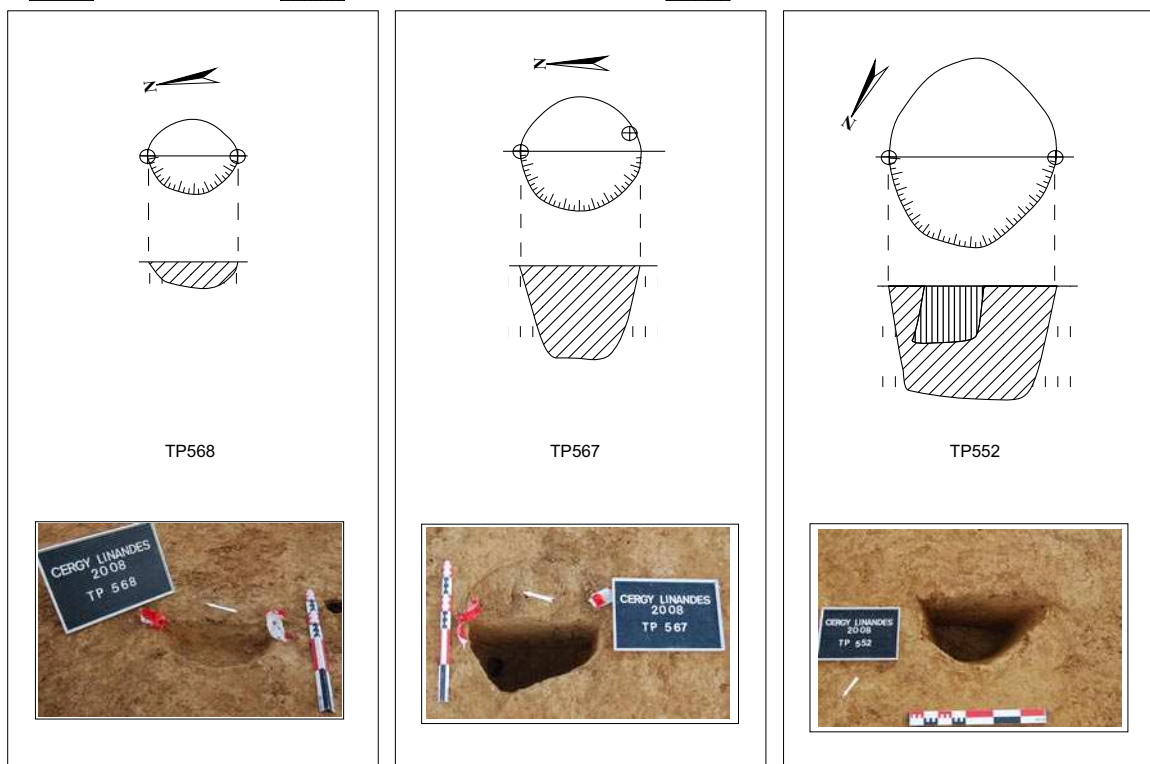 N
N
N
TP568
TP567
TP552
CERGY LINANDES
2008
TP 568
CERGY LINANDES
2008
TP 567
CERGY LINANDES
2008
TP 552